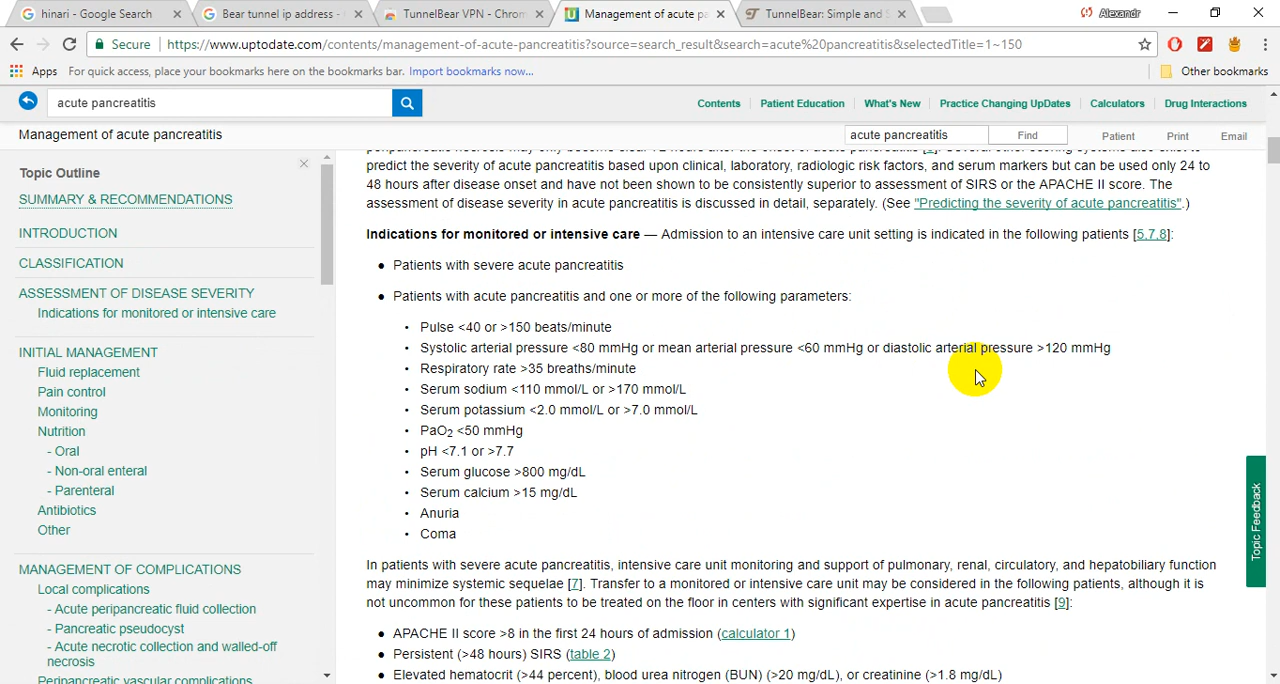 hinari - Google Search
Bear tunnel ip address -
TunnelBear VPN - Chrom
Management of acute pa
TunnelBear: Simple and S
Alexandr
Secure
https://www.uptodate.com/contents/management-of-acute-pancreatitis?source=search_result&search=acute%20pancreatitis&selectedTitle=1~150
Apps For quick access, place your bookmarks here on the bookmarks bar. Import bookmarks now...
Other bookmarks
acute pancreatitis
Contents Patient Education What's New Practice Changing UpDates Calculators Drug Interactions
Management of acute pancreatitis
acute pancreatitis Find Patient Print Email
Topic Outline
SUMMARY & RECOMMENDATIONS
INTRODUCTION
CLASSIFICATION
ASSESSMENT OF DISEASE SEVERITY
Indications for monitored or intensive care
INITIAL MANAGEMENT
Fluid replacement
Pain control
Monitoring
Nutrition
- Oral
- Non-oral enteral
- Parenteral
Antibiotics
Other
MANAGEMENT OF COMPLICATIONS
Local complications
- Acute peripancreatic fluid collection
- Pancreatic pseudocyst
- Acute necrotic collection and walled-off
necrosis
Peripancreatic vascular complications
predict the severity of acute pancreatitis based upon clinical, laboratory, radiologic risk factors, and serum markers but can be used only 24 to
48 hours after disease onset and have not been shown to be consistently superior to assessment of SIRS or the APACHE II score. The
assessment of disease severity in acute pancreatitis is discussed in detail, separately. (See "Predicting the severity of acute pancreatitis".)
Indications for monitored or intensive care — Admission to an intensive care unit setting is indicated in the following patients [5,7,8]:
• Patients with severe acute pancreatitis
• Patients with acute pancreatitis and one or more of the following parameters:
• Pulse <40 or >150 beats/minute
• Systolic arterial pressure <80 mmHg or mean arterial pressure <60 mmHg or diastolic arterial pressure >120 mmHg
• Respiratory rate >35 breaths/minute
• Serum sodium <110 mmol/L or >170 mmol/L
• Serum potassium <2.0 mmol/L or >7.0 mmol/L
• PaO2 <50 mmHg
• pH <7.1 or >7.7
• Serum glucose >800 mg/dL
• Serum calcium >15 mg/dL
• Anuria
• Coma
In patients with severe acute pancreatitis, intensive care unit monitoring and support of pulmonary, renal, circulatory, and hepatobiliary function
may minimize systemic sequelae [7]. Transfer to a monitored or intensive care unit may be considered in the following patients, although it is
not uncommon for these patients to be treated on the floor in centers with significant expertise in acute pancreatitis [9]:
• APACHE II score >8 in the first 24 hours of admission (calculator 1)
• Persistent (>48 hours) SIRS (table 2)
• Elevated hematocrit (>44 percent), blood urea nitrogen (BUN) (>20 mg/dL), or creatinine (>1.8 mg/dL)
Topic Feedback